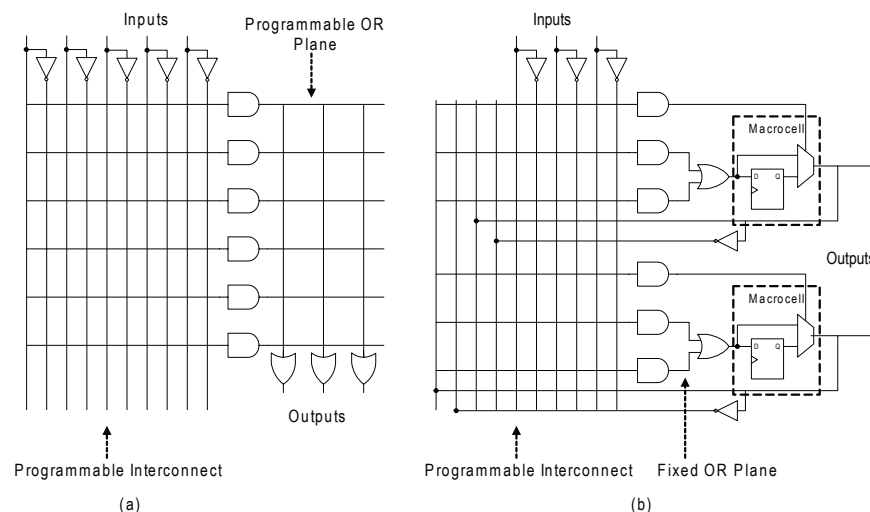 Inputs
Programmable OR
Plane
Programmable Interconnect
Outputs
(a)
Inputs
Macrocell
D Q
Outputs
Macrocell
D Q
Programmable Interconnect
Fixed OR Plane
(b)